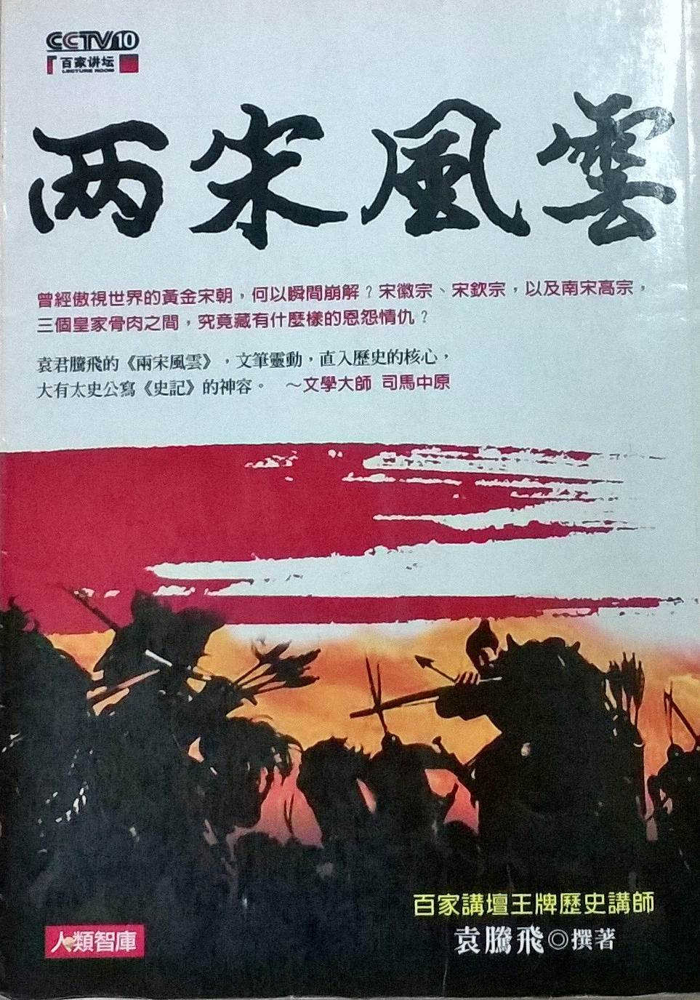 CCTV10
百家讲坛
LECTURE ROOM
两宋風雲
曾經傲視世界的黃金宋朝，何以瞬間崩解？宋徽宗、宋欽宗，以及南宋高宗，
三個皇家骨肉之間，究竟藏有什麼樣的恩怨情仇？
袁君騰飛的《兩宋風雲》，文筆靈動，直入歷史的核心，
大有太史公寫《史記》的神容。　～文學大師 司馬中原
百家講壇王牌歷史講師
袁騰飛◎撰著
人類智庫